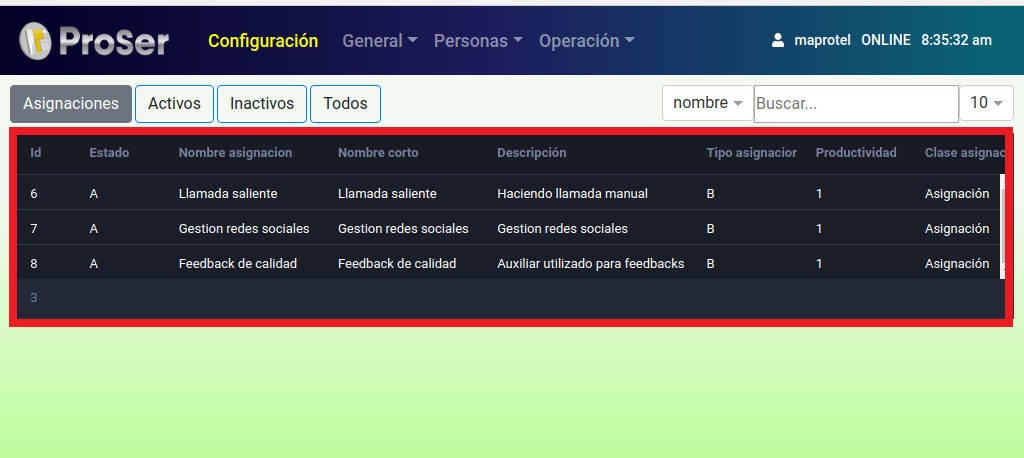 ProSer Configuración General Personas Operación maprotel ONLINE 8:35:32 am
Asignaciones Activos Inactivos Todos nombre Buscar... 10
Id Estado Nombre asignacion Nombre corto Descripción Tipo asignacior Productividad Clase asignac
6 A Llamada saliente Llamada saliente Haciendo llamada manual B 1 Asignación
7 A Gestion redes sociales Gestion redes sociales Gestion redes sociales B 1 Asignación
8 A Feedback de calidad Feedback de calidad Auxiliar utilizado para feedbacks B 1 Asignación
3